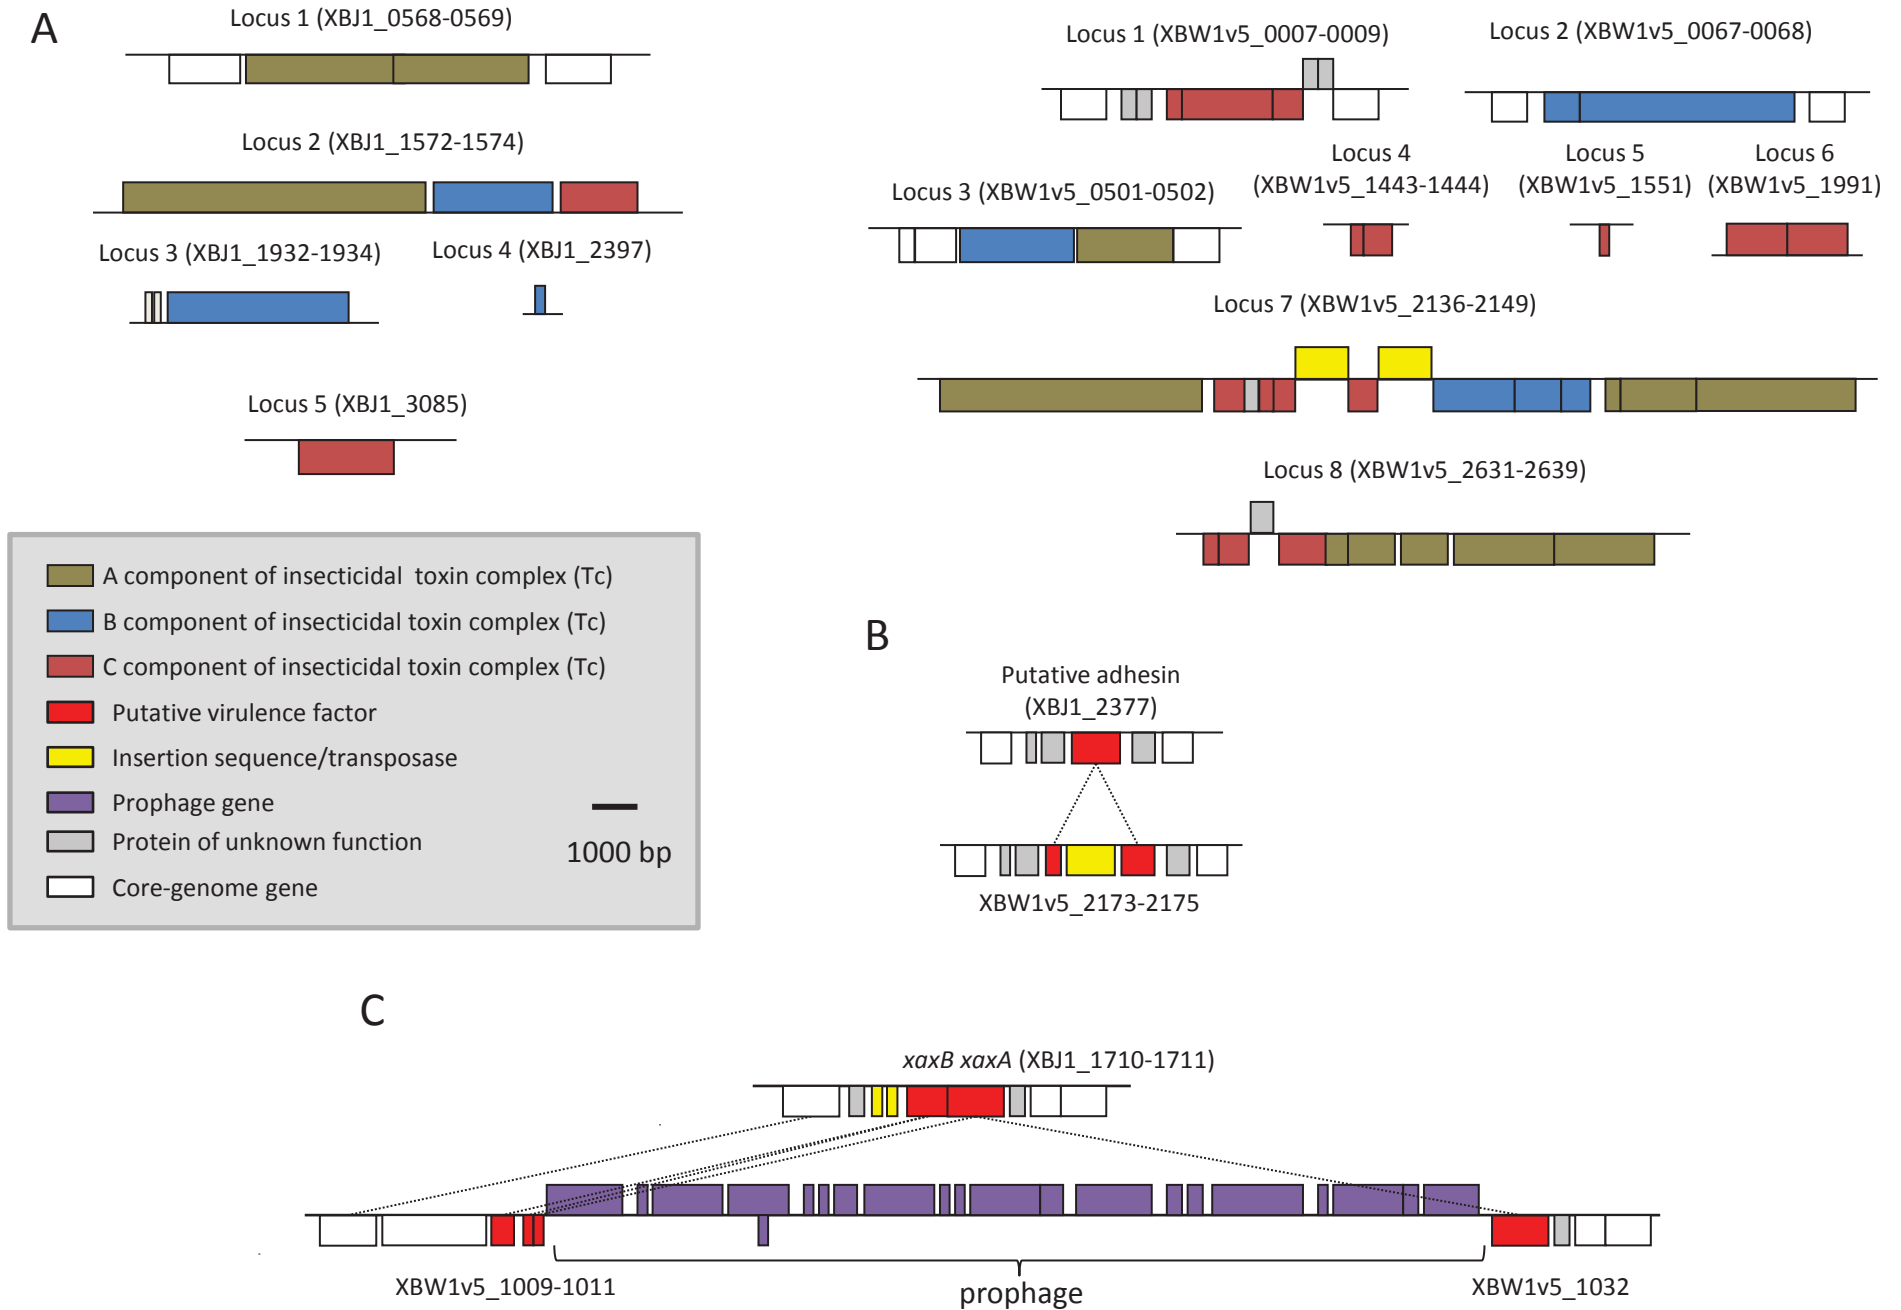 A
Locus 1 (XBJ1_0568-0569)
Locus 2 (XBJ1_1572-1574)
Locus 3 (XBJ1_1932-1934)
Locus 4 (XBJ1_2397)
Locus 5 (XBJ1_3085)
Locus 1 (XBW1v5_0007-0009)
Locus 2 (XBW1v5_0067-0068)
Locus 3 (XBW1v5_0501-0502)
Locus 4
(XBW1v5_1443-1444)
Locus 5
(XBW1v5_1551)
Locus 6
(XBW1v5_1991)
Locus 7 (XBW1v5_2136-2149)
Locus 8 (XBW1v5_2631-2639)
A component of insecticidal toxin complex (Tc)
B component of insecticidal toxin complex (Tc)
C component of insecticidal toxin complex (Tc)
Putative virulence factor
Insertion sequence/transposase
Prophage gene
Protein of unknown function
Core-genome gene
1000 bp
B
Putative adhesin
(XBJ1_2377)
XBW1v5_2173-2175
C
xaxB xaxA (XBJ1_1710-1711)
XBW1v5_1009-1011
prophage
XBW1v5_1032